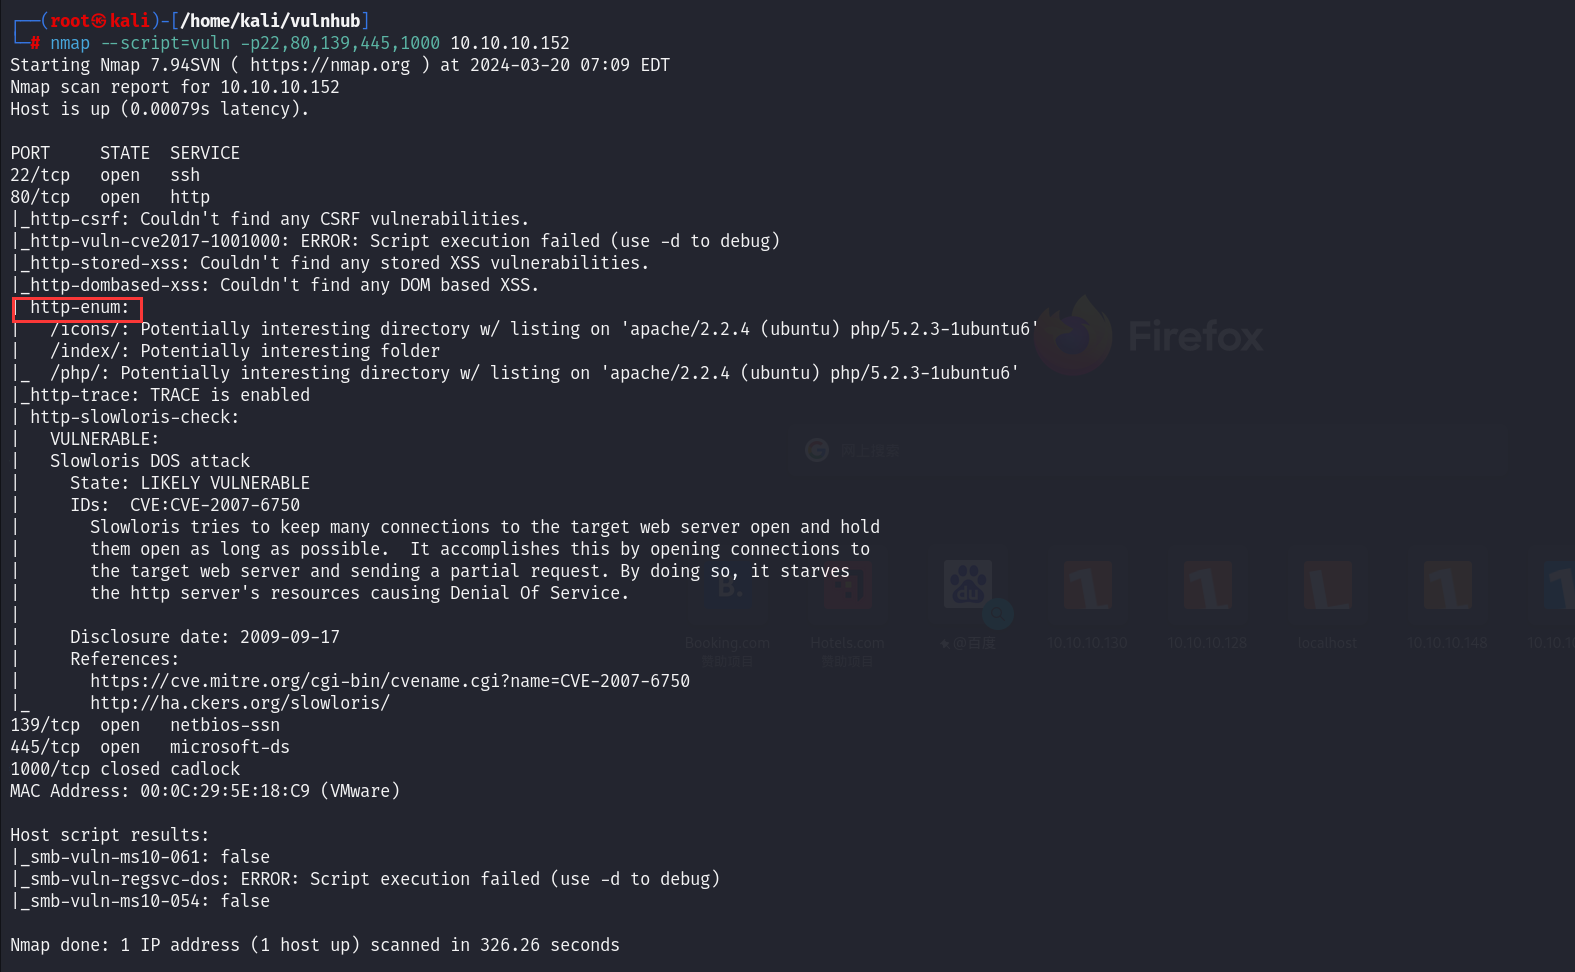 ┌──(root㉿kali)-[/home/kali/vulnhub]
└─# nmap --script=vuln -p22,80,139,445,1000 10.10.10.152
Starting Nmap 7.94SVN ( https://nmap.org ) at 2024-03-20 07:09 EDT
Nmap scan report for 10.10.10.152
Host is up (0.00079s latency).

PORT     STATE  SERVICE
22/tcp   open   ssh
80/tcp   open   http
|_http-csrf: Couldn't find any CSRF vulnerabilities.
|_http-vuln-cve2017-1001000: ERROR: Script execution failed (use -d to debug)
|_http-stored-xss: Couldn't find any stored XSS vulnerabilities.
|_http-dombased-xss: Couldn't find any DOM based XSS.
| http-enum:
|   /icons/: Potentially interesting directory w/ listing on 'apache/2.2.4 (ubuntu) php/5.2.3-1ubuntu6'
|   /index/: Potentially interesting folder
|_  /php/: Potentially interesting directory w/ listing on 'apache/2.2.4 (ubuntu) php/5.2.3-1ubuntu6'
|_http-trace: TRACE is enabled
| http-slowloris-check:
|   VULNERABLE:
|   Slowloris DOS attack
|     State: LIKELY VULNERABLE
|     IDs:  CVE:CVE-2007-6750
|       Slowloris tries to keep many connections to the target web server open and hold
|       them open as long as possible.  It accomplishes this by opening connections to
|       the target web server and sending a partial request. By doing so, it starves
|       the http server's resources causing Denial Of Service.
|
|     Disclosure date: 2009-09-17
|     References:
|       https://cve.mitre.org/cgi-bin/cvename.cgi?name=CVE-2007-6750
|_      http://ha.ckers.org/slowloris/
139/tcp  open   netbios-ssn
445/tcp  open   microsoft-ds
1000/tcp closed cadlock
MAC Address: 00:0C:29:5E:18:C9 (VMware)

Host script results:
|_smb-vuln-ms10-061: false
|_smb-vuln-regsvc-dos: ERROR: Script execution failed (use -d to debug)
|_smb-vuln-ms10-054: false

Nmap done: 1 IP address (1 host up) scanned in 326.26 seconds
Firefox
B.
du
Booking.com
Hotels.com
@百度
10.10.10.130
10.10.10.128
localhost
10.10.10.148